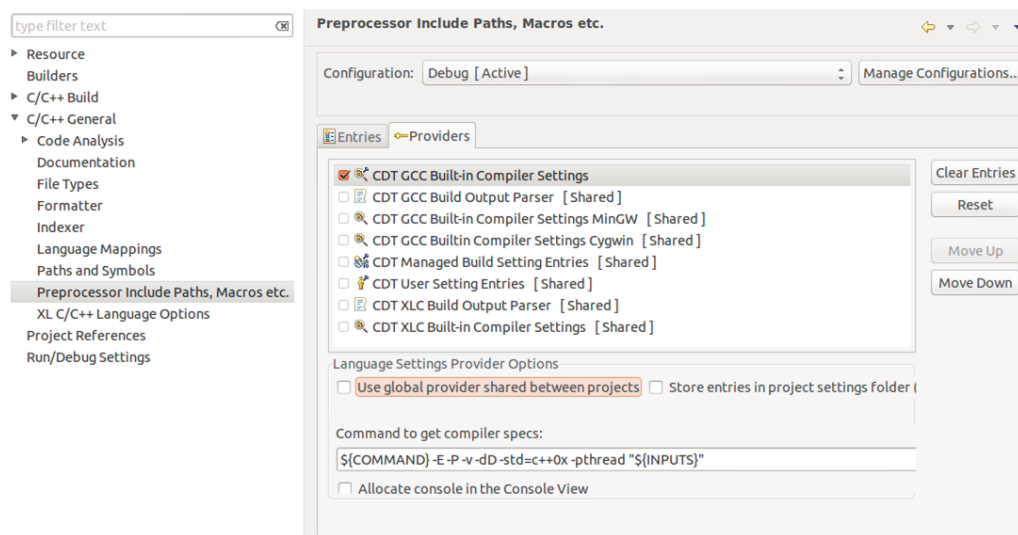 type filter text
Resource
Builders
C/C++ Build
C/C++ General
Code Analysis
Documentation
File Types
Formatter
Indexer
Language Mappings
Paths and Symbols
Preprocessor Include Paths, Macros etc.
XL C/C++ Language Options
Project References
Run/Debug Settings
Preprocessor Include Paths, Macros etc.
Configuration: Debug [Active] Manage Configurations...
Entries Providers
CDT GCC Built-in Compiler Settings
CDT GCC Build Output Parser [Shared]
CDT GCC Built-in Compiler Settings MinGW [Shared]
CDT GCC Builtin Compiler Settings Cygwin [Shared]
CDT Managed Build Setting Entries [Shared]
CDT User Setting Entries [Shared]
CDT XLC Build Output Parser [Shared]
CDT XLC Built-in Compiler Settings [Shared]
Clear Entries
Reset
Move Up
Move Down
Language Settings Provider Options
Use global provider shared between projects Store entries in project settings folder (
Command to get compiler specs:
${COMMAND} -E -P -v -dD -std=c++0x -pthread "${INPUTS}"
Allocate console in the Console View